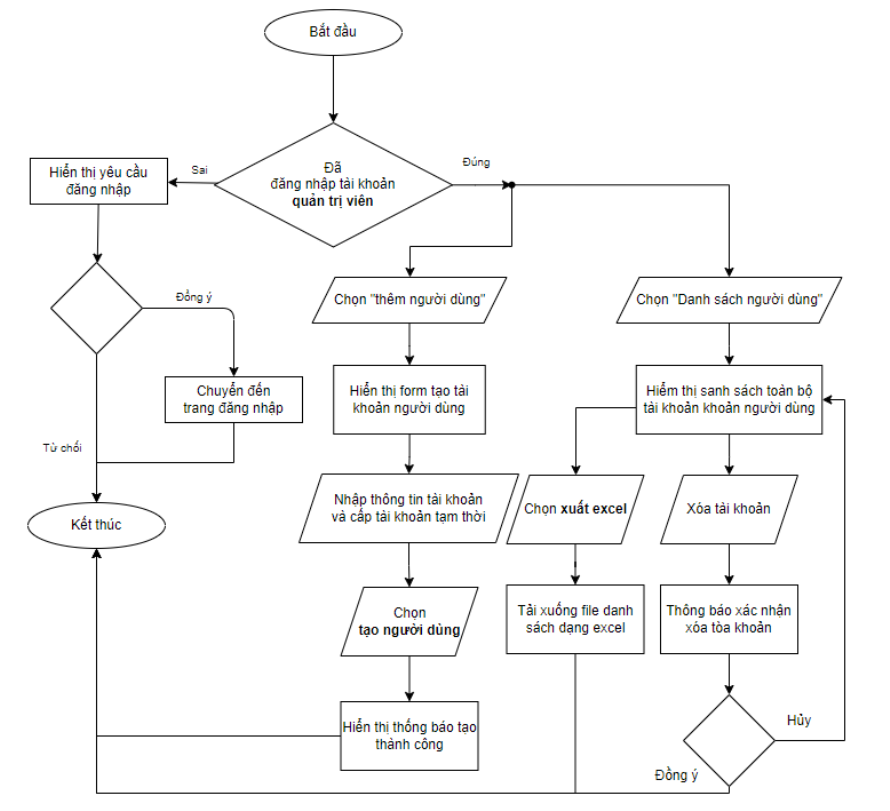 Bắt đầu
Đã
đăng nhập tài khoản
quản trị viên
Sai
Đúng
Hiển thị yêu cầu
đăng nhập
Đồng ý
Chuyển đến
trang đăng nhập
Từ chối
Kết thúc
Chọn "thêm người dùng"
Hiển thị form tạo tải
khoản người dùng
Nhập thông tin tải khoản
và cấp tài khoản tạm thời
Chọn
tạo người dùng
Hiển thị thống báo tạo
thành công
Chọn "Danh sách người dùng"
Hiểm thị sanh sách toàn bộ
tài khoản khoản người dùng
Chọn xuất excel
Tải xuống file danh
sách dạng excel
Xóa tài khoản
Thông báo xác nhận
xóa tòa khoản
Hủy
Đồng ý